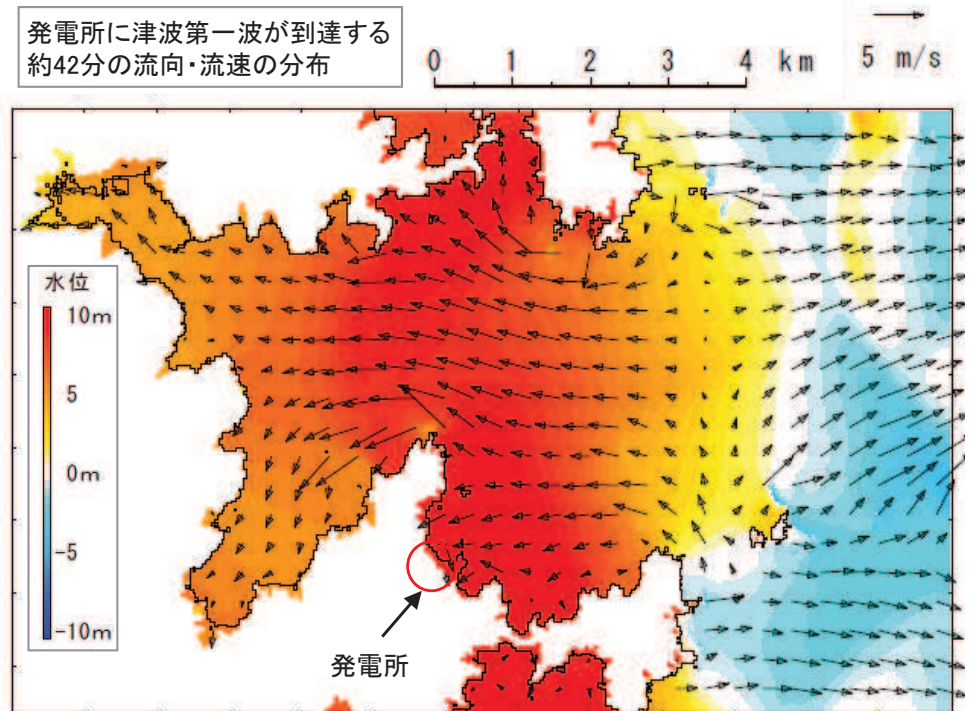 発電所に津波第一波が到達する
約42分の流向・流速の分布
0 1 2 3 4 km
5 m/s
水位
10m
5
0m
-5
-10m
発電所